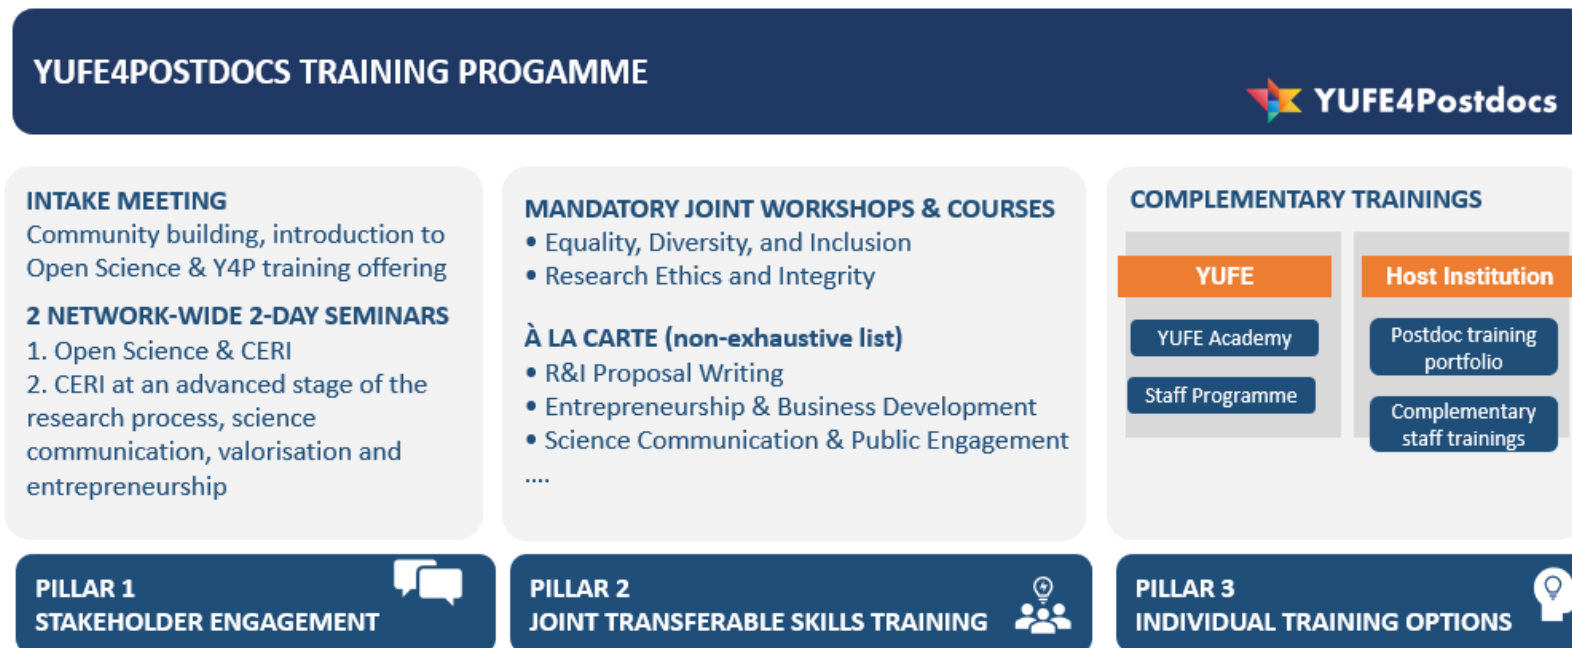 YUFE4POSTDOCS TRAINING PROGAMME
YUFE4Postdocs
INTAKE MEETING
Community building, introduction to
Open Science & Y4P training offering
2 NETWORK-WIDE 2-DAY SEMINARS
1. Open Science & CERI
2. CERI at an advanced stage of the
research process, science
communication, valorisation and
entrepreneurship
MANDATORY JOINT WORKSHOPS & COURSES
• Equality, Diversity, and Inclusion
• Research Ethics and Integrity
À LA CARTE (non-exhaustive list)
• R&I Proposal Writing
• Entrepreneurship & Business Development
• Science Communication & Public Engagement
....
COMPLEMENTARY TRAININGS
YUFE
YUFE Academy
Staff Programme
Host Institution
Postdoc training
portfolio
Complementary
staff trainings
PILLAR 1
STAKEHOLDER ENGAGEMENT
PILLAR 2
JOINT TRANSFERABLE SKILLS TRAINING
PILLAR 3
INDIVIDUAL TRAINING OPTIONS